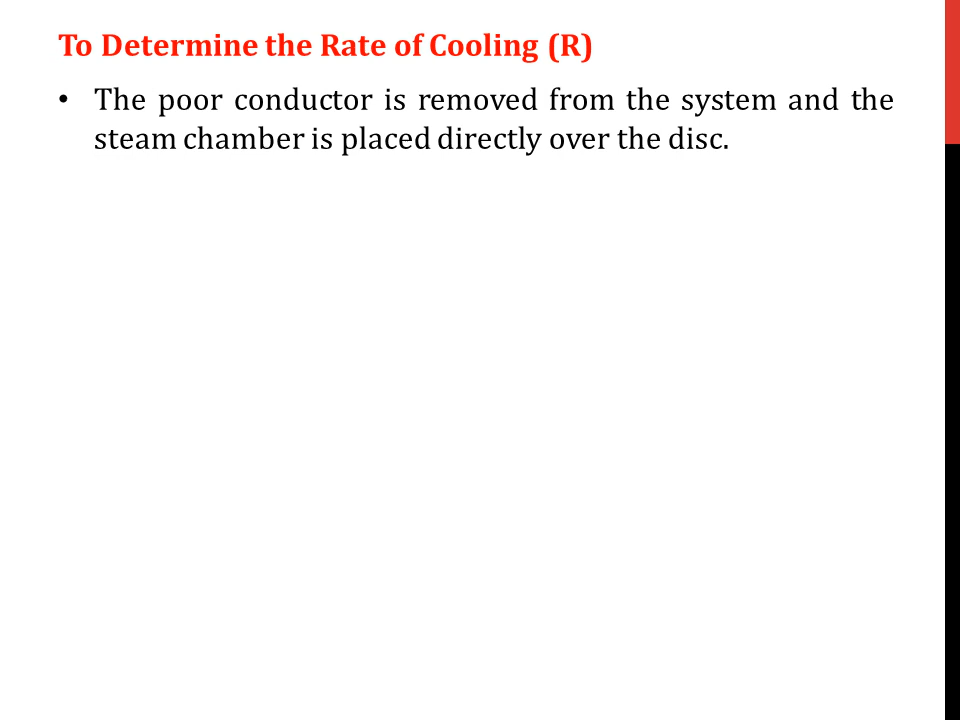 To Determine the Rate of Cooling (R)
• The poor conductor is removed from the system and the
steam chamber is placed directly over the disc.